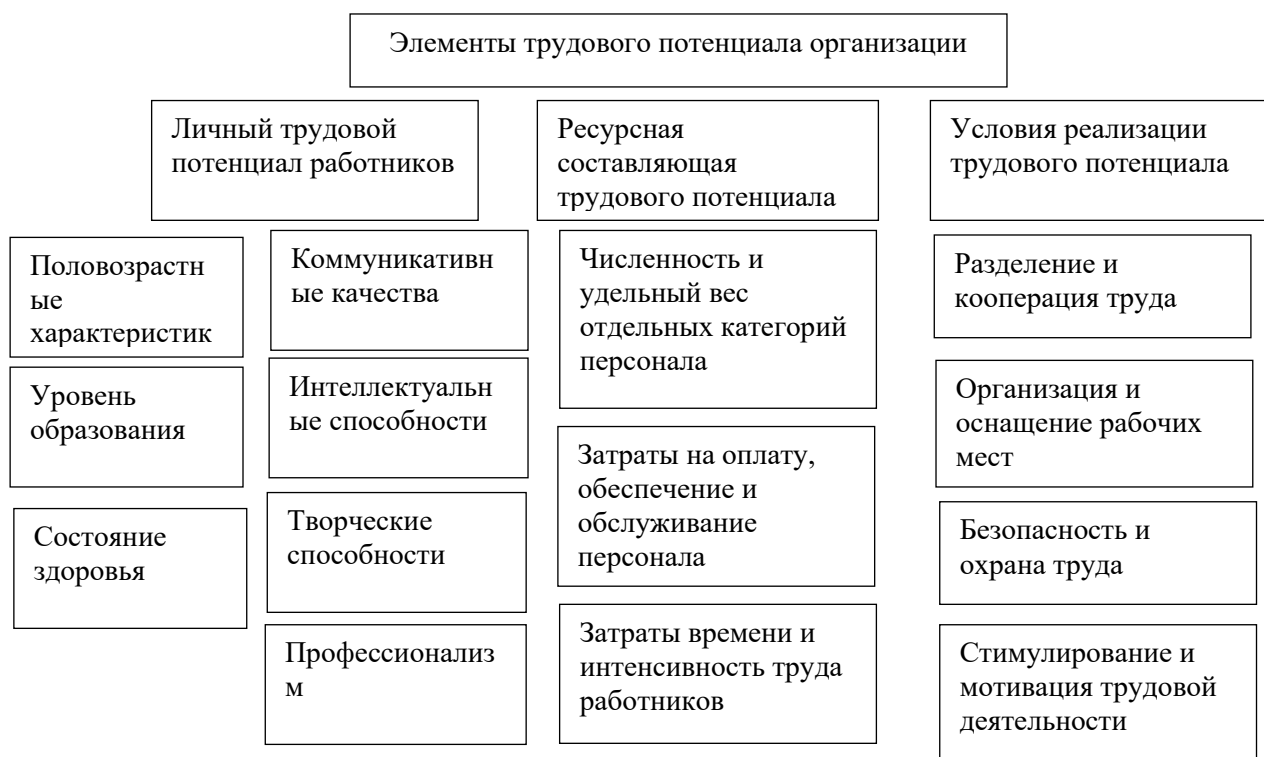 Элементы трудового потенциала организации
Личный трудовой
потенциал работников
Ресурсная
составляющая
трудового потенциала
Условия реализации
трудового потенциала
Половозрастн
ые
характеристик
Уровень
образования
Состояние
здоровья
Коммуникативн
ые качества
Интеллектуальн
ые способности
Творческие
способности
Профессионализ
м
Численность и
удельный вес
отдельных категорий
персонала
Затраты на оплату,
обеспечение и
обслуживание
персонала
Затраты времени и
интенсивность труда
работников
Разделение и
кооперация труда
Организация и
оснащение рабочих
мест
Безопасность и
охрана труда
Стимулирование и
мотивация трудовой
деятельности